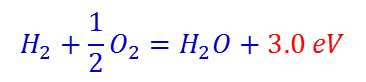 H₂ + 1/2 O₂ = H₂O + 3.0 eV